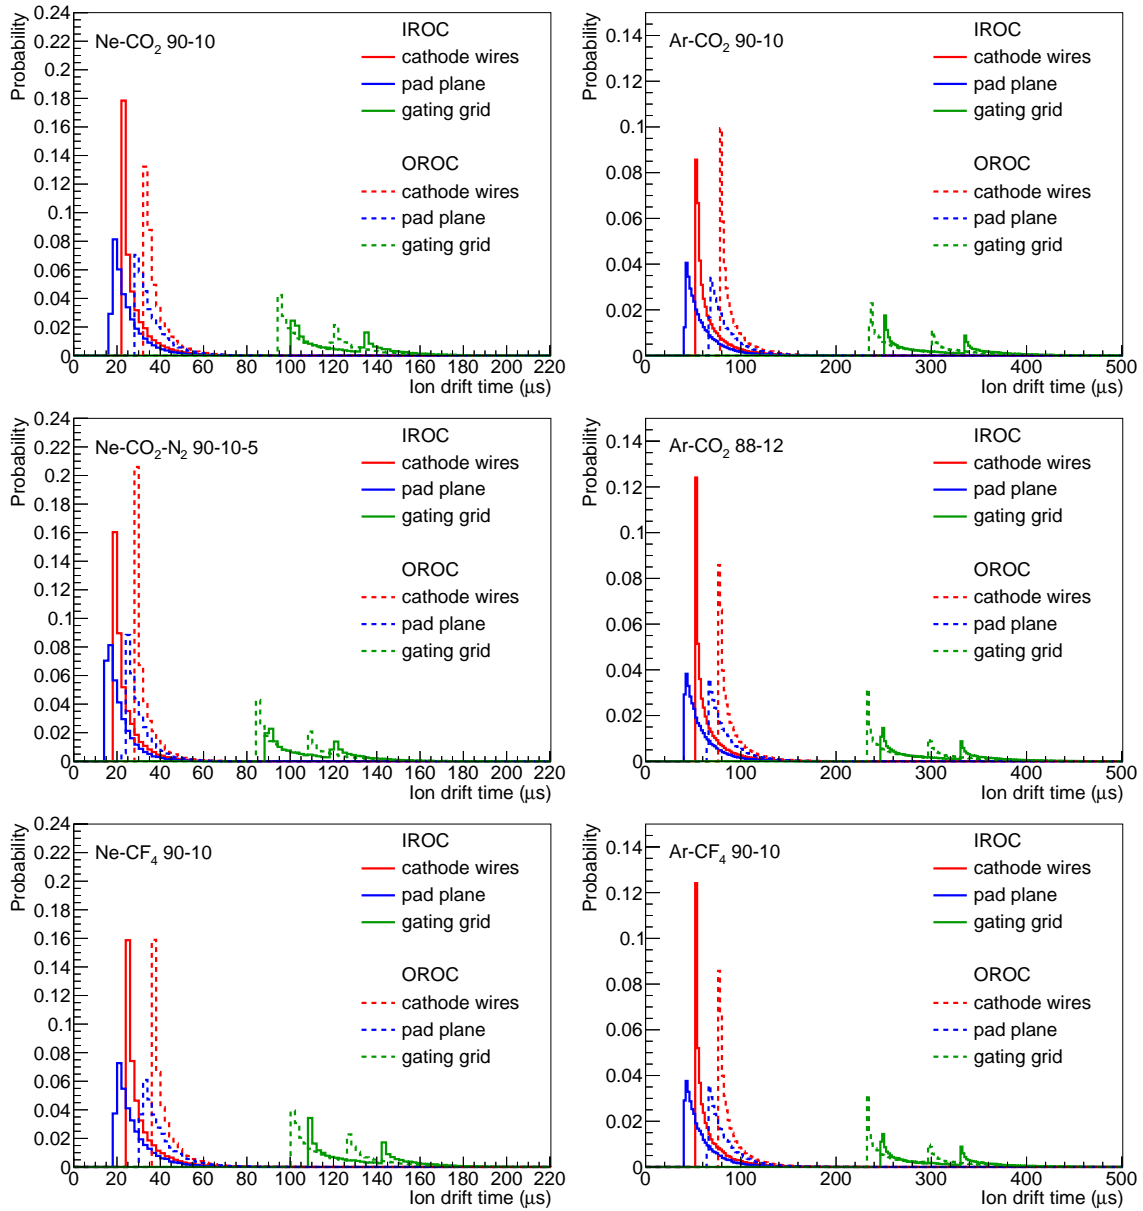 Probability
0.24
0.22
0.2
0.18
0.16
0.14
0.12
0.1
0.08
0.06
0.04
0.02
0
Ne-CO₂ 90-10
IROC
cathode wires
pad plane
gating grid
OROC
cathode wires
pad plane
gating grid
0 20 40 60 80 100 120 140 160 180 200 220
Ion drift time (μs)
Probability
0.14
0.12
0.1
0.08
0.06
0.04
0.02
0
Ar-CO₂ 90-10
IROC
cathode wires
pad plane
gating grid
OROC
cathode wires
pad plane
gating grid
0 100 200 300 400 500
Ion drift time (μs)
Probability
0.24
0.22
0.2
0.18
0.16
0.14
0.12
0.1
0.08
0.06
0.04
0.02
0
Ne-CO₂-N₂ 90-10-5
IROC
cathode wires
pad plane
gating grid
OROC
cathode wires
pad plane
gating grid
0 20 40 60 80 100 120 140 160 180 200 220
Ion drift time (μs)
Probability
0.14
0.12
0.1
0.08
0.06
0.04
0.02
0
Ar-CO₂ 88-12
IROC
cathode wires
pad plane
gating grid
OROC
cathode wires
pad plane
gating grid
0 100 200 300 400 500
Ion drift time (μs)
Probability
0.24
0.22
0.2
0.18
0.16
0.14
0.12
0.1
0.08
0.06
0.04
0.02
0
Ne-CF₄ 90-10
IROC
cathode wires
pad plane
gating grid
OROC
cathode wires
pad plane
gating grid
0 20 40 60 80 100 120 140 160 180 200 220
Ion drift time (μs)
Probability
0.14
0.12
0.1
0.08
0.06
0.04
0.02
0
Ar-CF₄ 90-10
IROC
cathode wires
pad plane
gating grid
OROC
cathode wires
pad plane
gating grid
0 100 200 300 400 500
Ion drift time (μs)